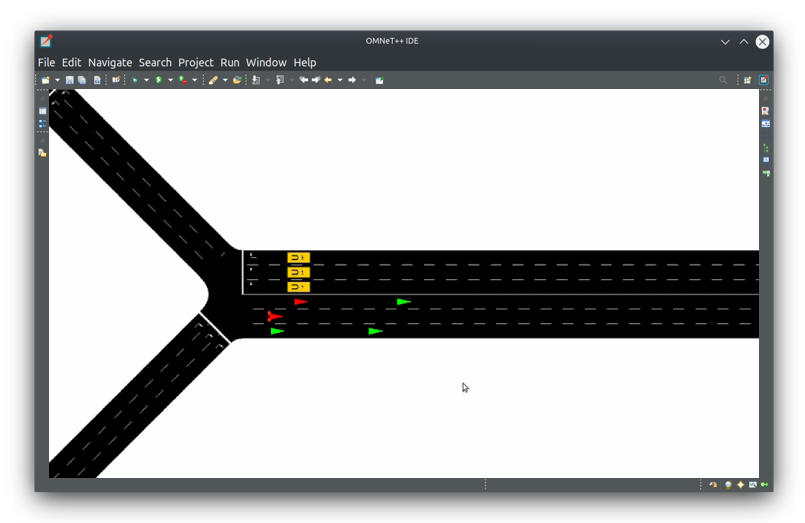 OMNeT++ IDE
File Edit Navigate Search Project Run Window Help